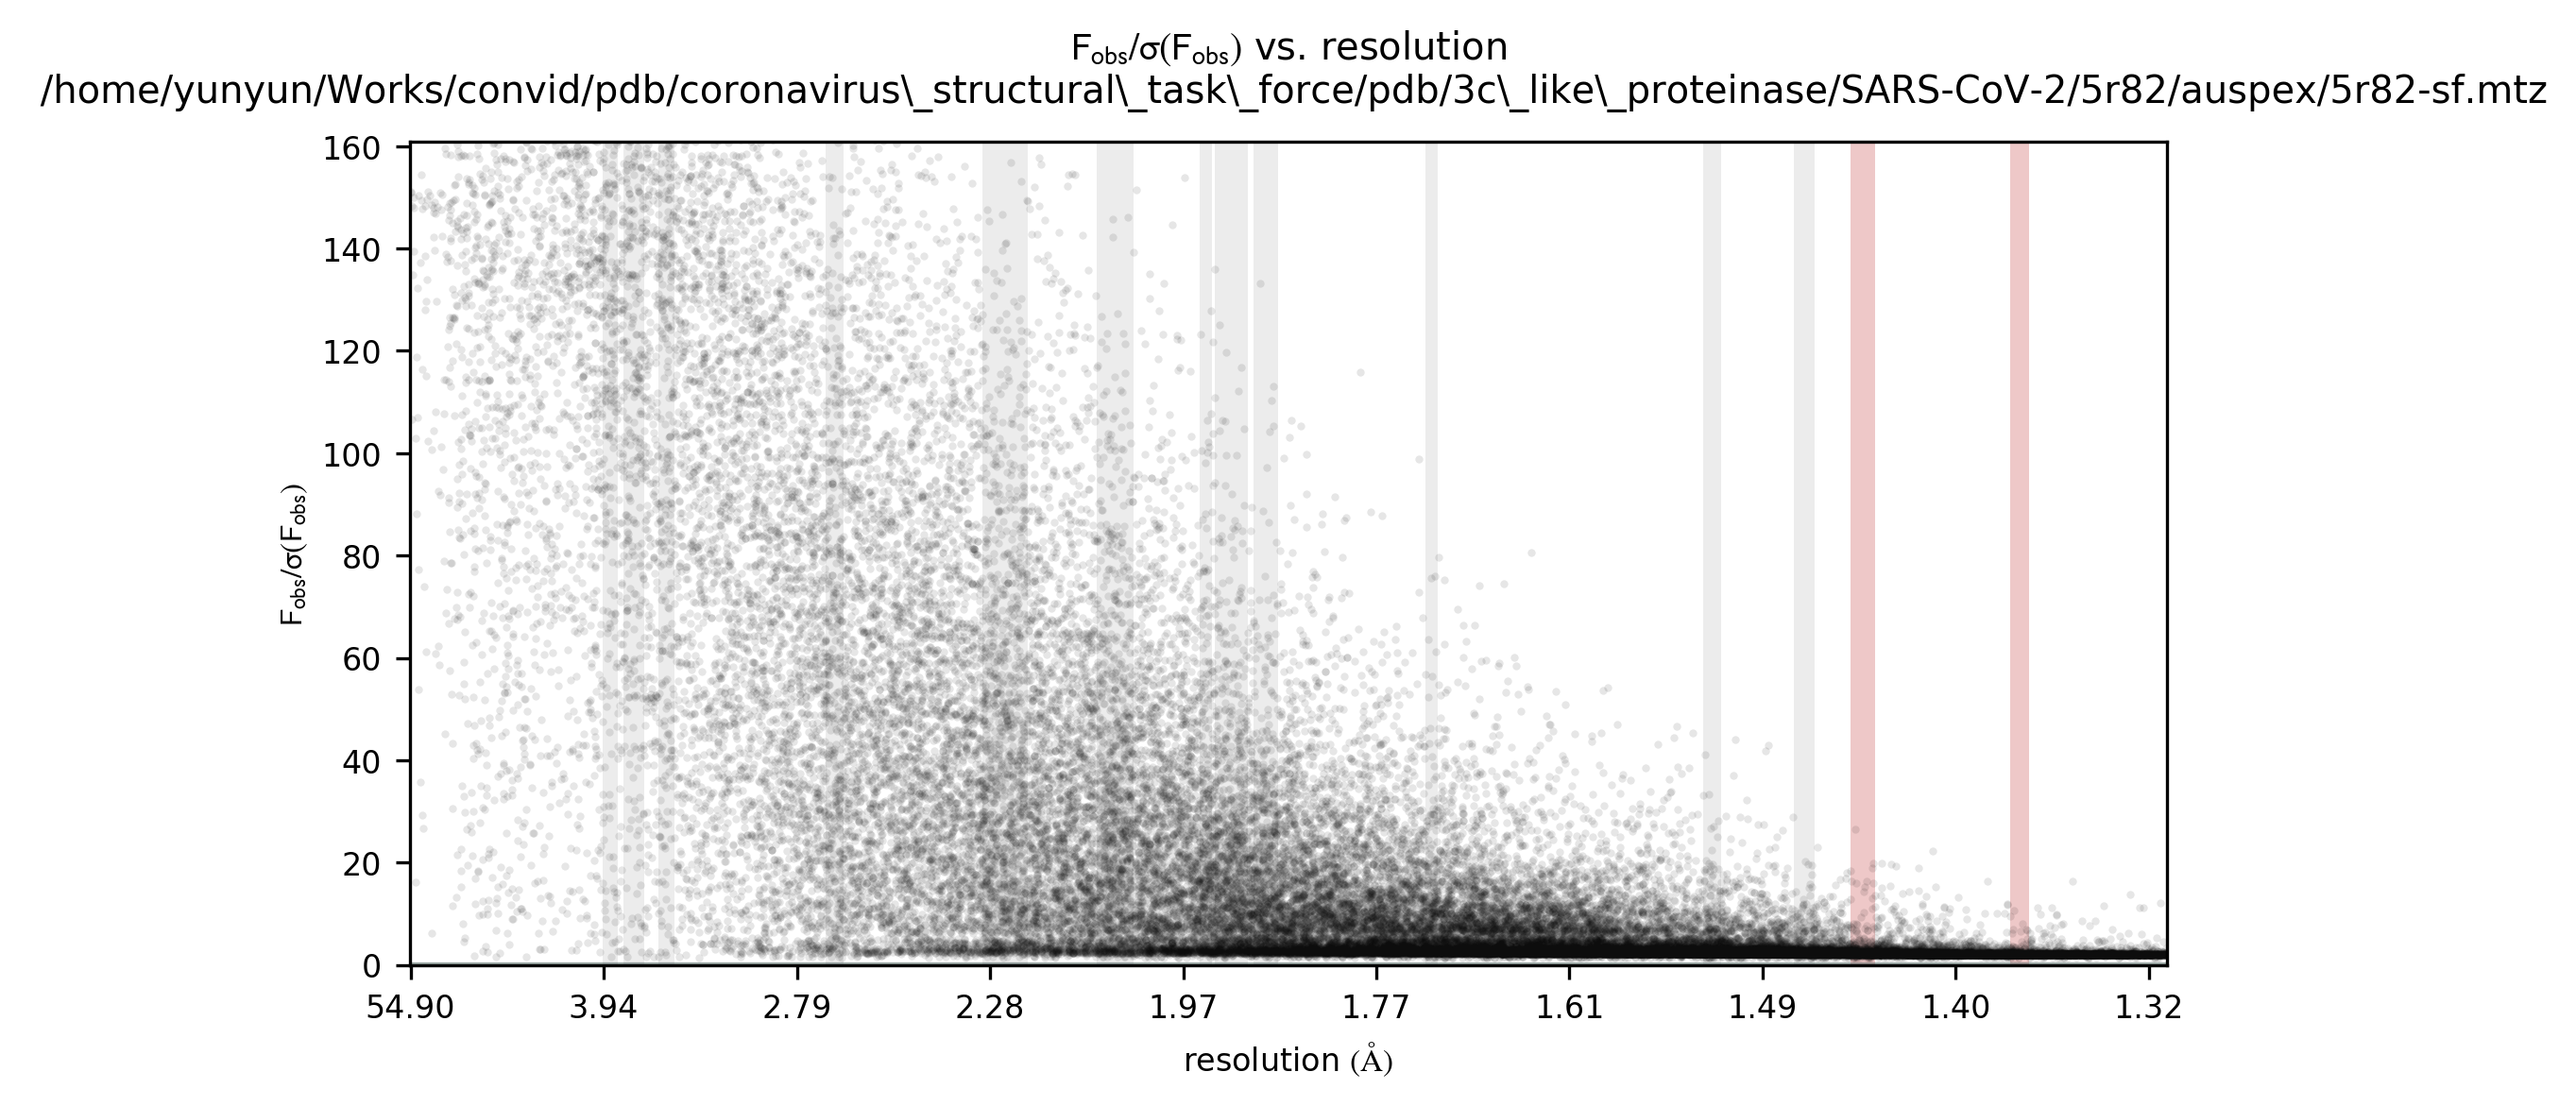 Fobs/σ(Fobs) vs. resolution
/home/yunyun/Works/convid/pdb/coronavirus\_structural\_task\_force/pdb/3c\_like\_proteinase/SARS-CoV-2/5r82/auspex/5r82-sf.mtz
160
140
120
100
80
60
40
20
0
Fobs/σ(Fobs)
54.90 3.94 2.79 2.28 1.97 1.77 1.61 1.49 1.40 1.32
resolution (Å)